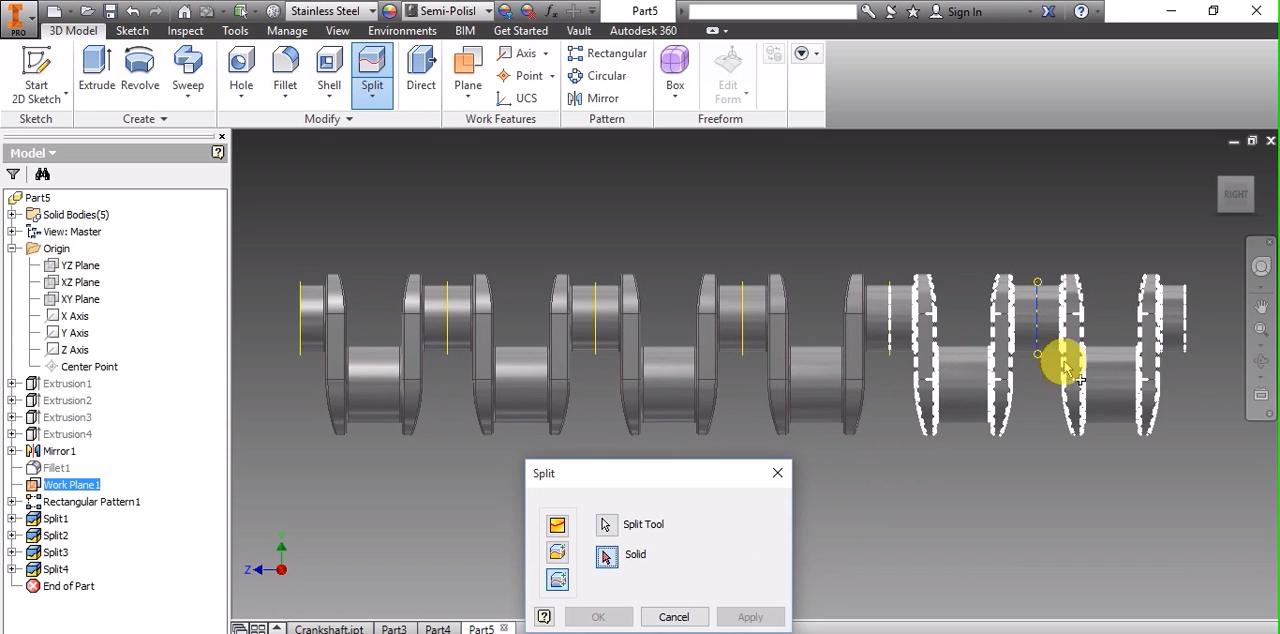 Stainless Steel
Semi-Polisl
Part5
Sign In
PRO
3D Model
Sketch
Inspect
Tools
Manage
View
Environments
BIM
Get Started
Vault
Autodesk 360
Start
2D Sketch
Extrude
Revolve
Sweep
Hole
Fillet
Shell
Split
Direct
Plane
Axis
Point
UCS
Rectangular
Circular
Mirror
Box
Edit
Form
Sketch
Create
Modify
Work Features
Pattern
Freeform
Model
Part5
Solid Bodies(5)
View: Master
Origin
YZ Plane
XZ Plane
XY Plane
X Axis
Y Axis
Z Axis
Center Point
Extrusion1
Extrusion2
Extrusion3
Extrusion4
Mirror1
Fillet1
Work Plane1
Rectangular Pattern1
Split1
Split2
Split3
Split4
End of Part
RIGHT
Z
Split
Split Tool
Solid
OK
Cancel
Apply
Crankshaft.ipt
Part3
Part4
Part5